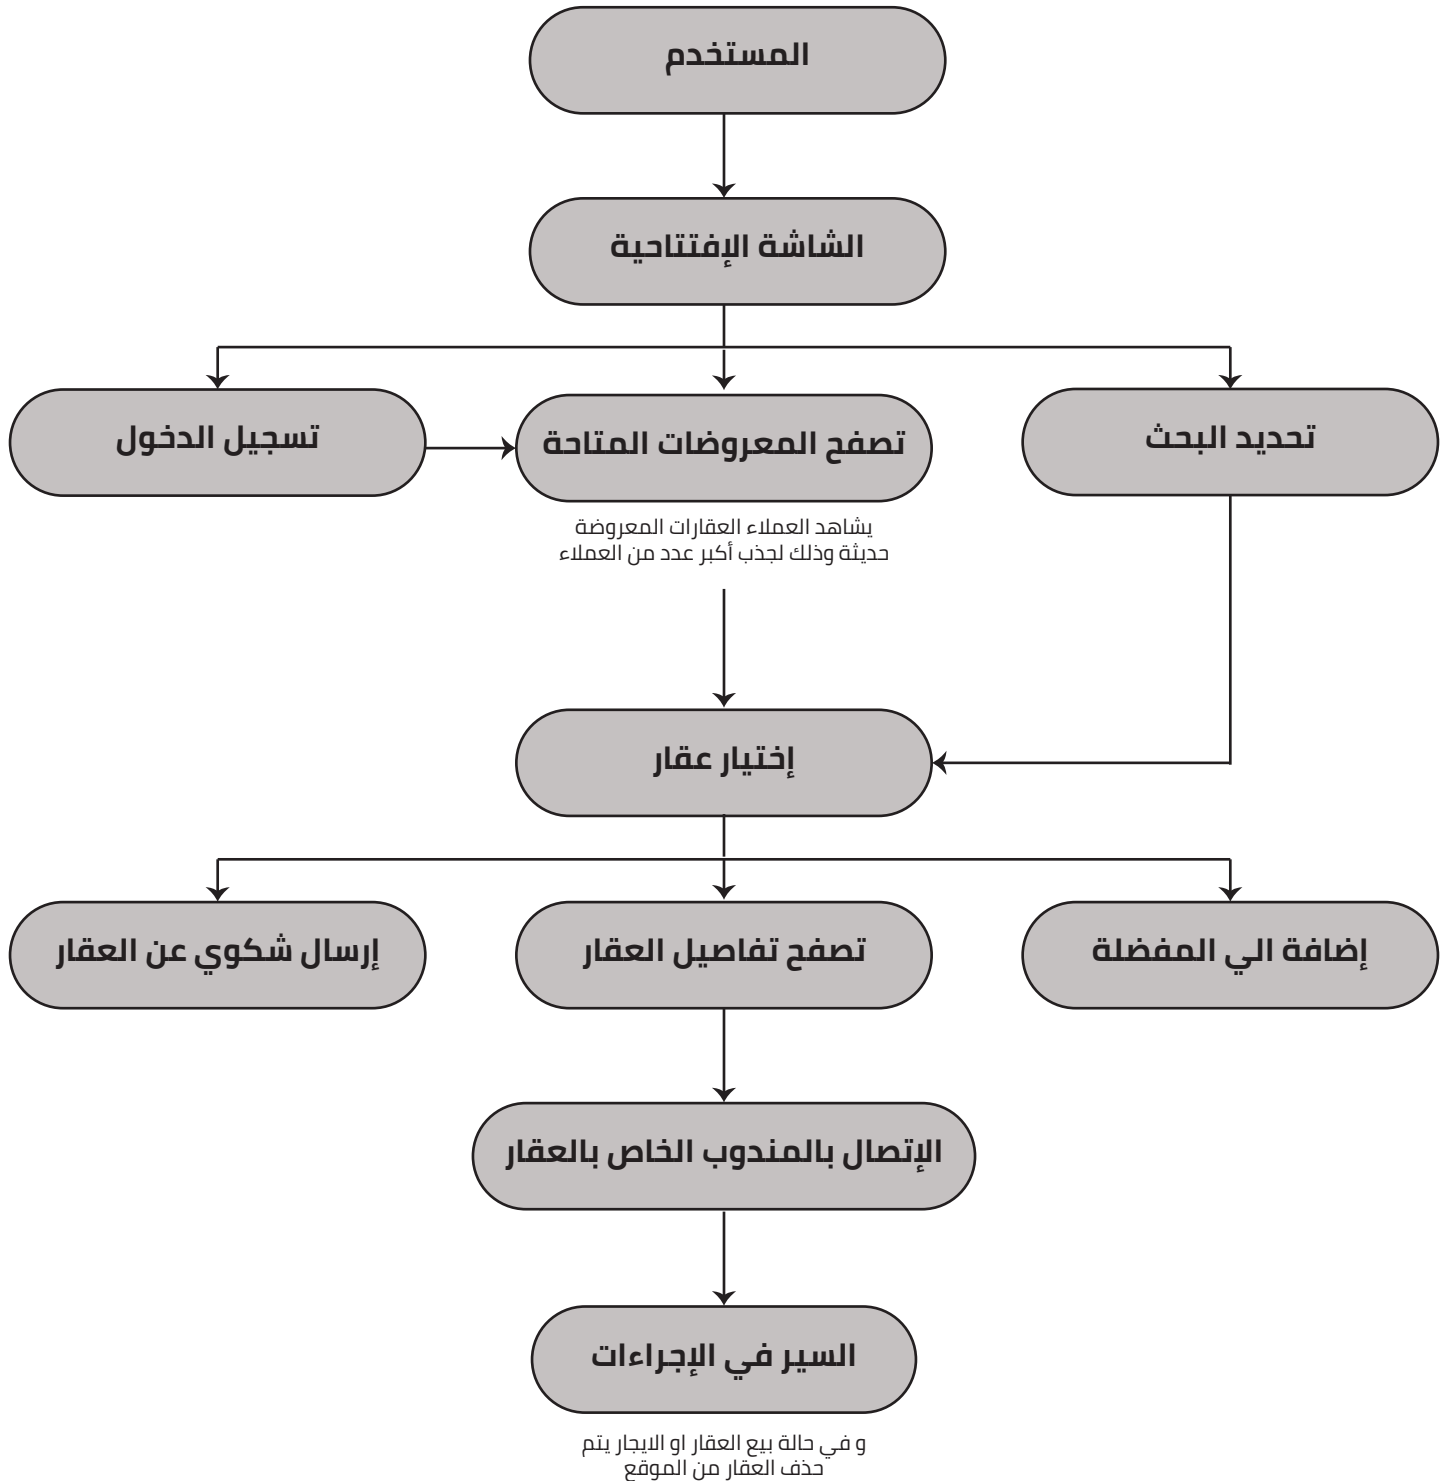 المستخدم
الشاشة الإفتتاحية
تحديد البحث
تصفح المعروضات المتاحة
تسجيل الدخول
يشاهد العملاء العقارات المعروضة
حديثة وذلك لجذب أكبر عدد من العملاء
إختيار عقار
إضافة الي المفضلة
تصفح تفاصيل العقار
إرسال شكوي عن العقار
الإتصال بالمندوب الخاص بالعقار
السير في الإجراءات
و في حالة بيع العقار او الايجار يتم
حذف العقار من الموقع